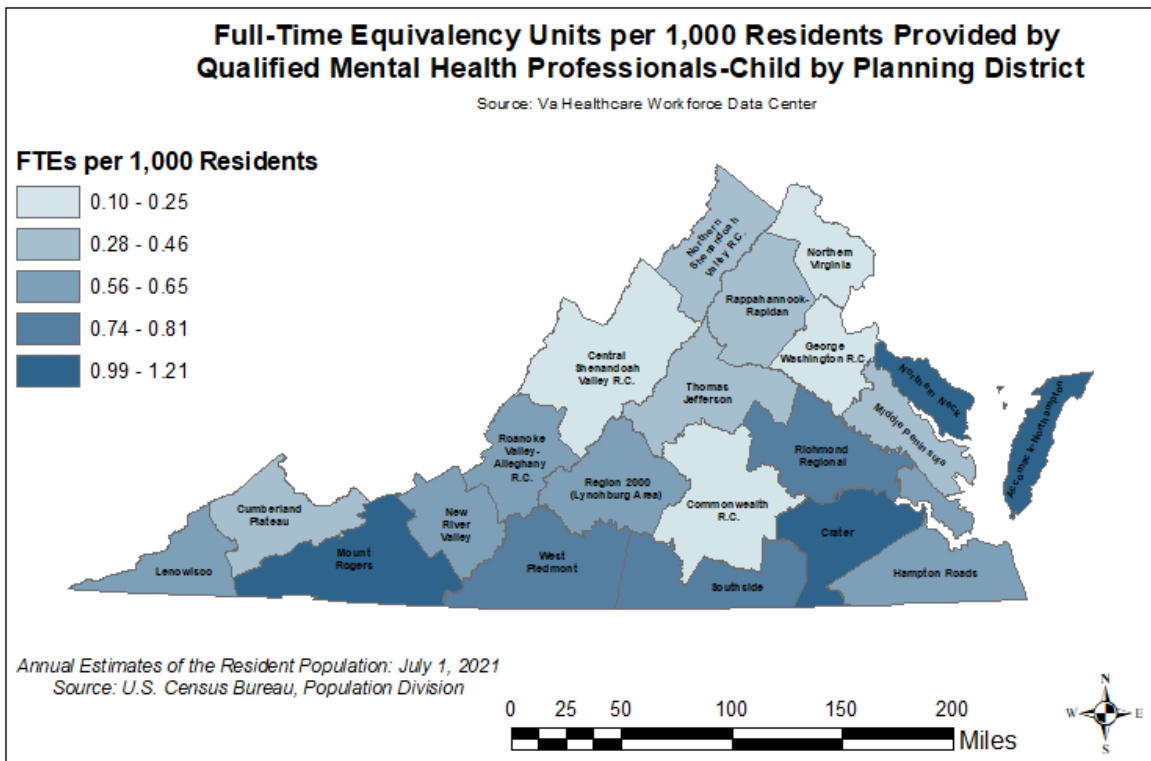 Full-Time Equivalency Units per 1,000 Residents Provided by
Qualified Mental Health Professionals-Child by Planning District
Source: Va Healthcare Workforce Data Center
FTEs per 1,000 Residents
0.10 - 0.25
0.28 - 0.46
0.56 - 0.65
0.74 - 0.81
0.99 - 1.21
Northern
Shenandoah
Valley R.C.
Northern
Virginia
Rappahannock-
Rapidan
George
Washington R.C.
Central
Shenandoah
Valley R.C.
Northern Neck
Thomas
Jefferson
Middle Peninsula
Accomack-Northampton
Roanoke
Valley-
Alleghany
R.C.
Richmond
Regional
Region 2000
(Lynchburg Area)
Commonwealth
R.C.
Cumberland
Plateau
New
River
Valley
Crater
Mount
Rogers
West
Piedmont
Lenowisco
Southside
Hampton Roads
Annual Estimates of the Resident Population: July 1, 2021
Source: U.S. Census Bureau, Population Division
0 25 50 100 150 200
Miles
N
W E
S